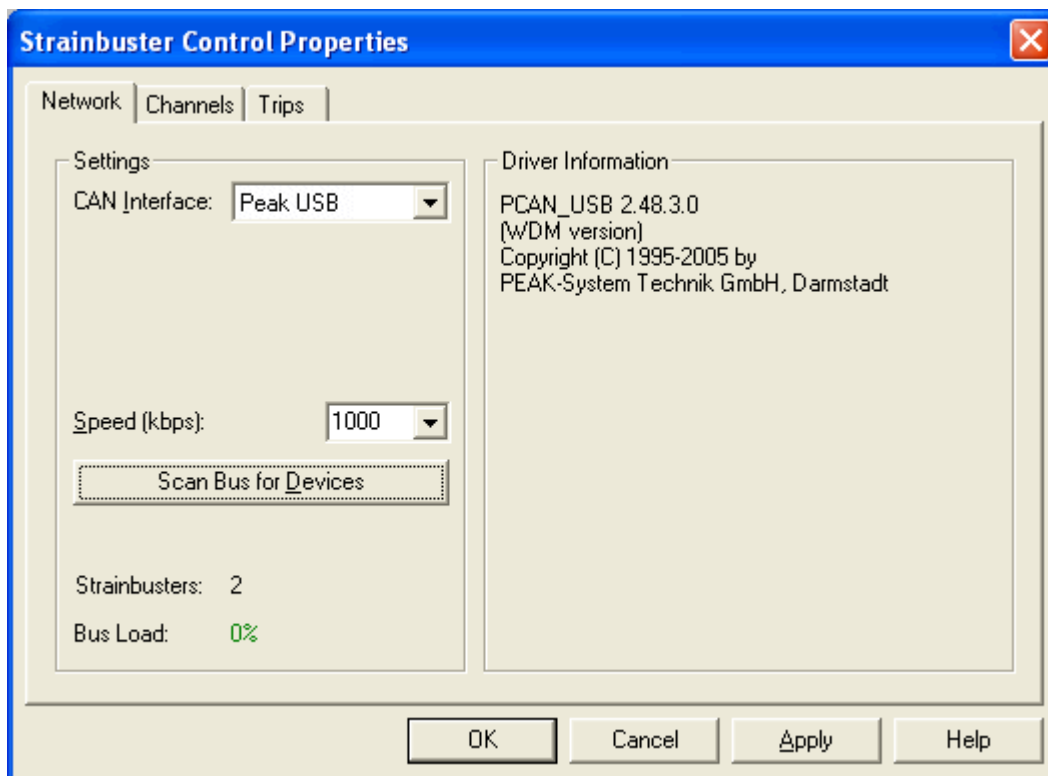 Strainbuster Control Properties
Network Channels Trips
Settings
CAN Interface: Peak USB
Speed (kbps): 1000
Scan Bus for Devices
Strainbusters: 2
Bus Load: 0%
Driver Information
PCAN_USB 2.48.3.0
(WDM version)
Copyright (C) 1995-2005 by
PEAK-System Technik GmbH, Darmstadt
OK Cancel Apply Help